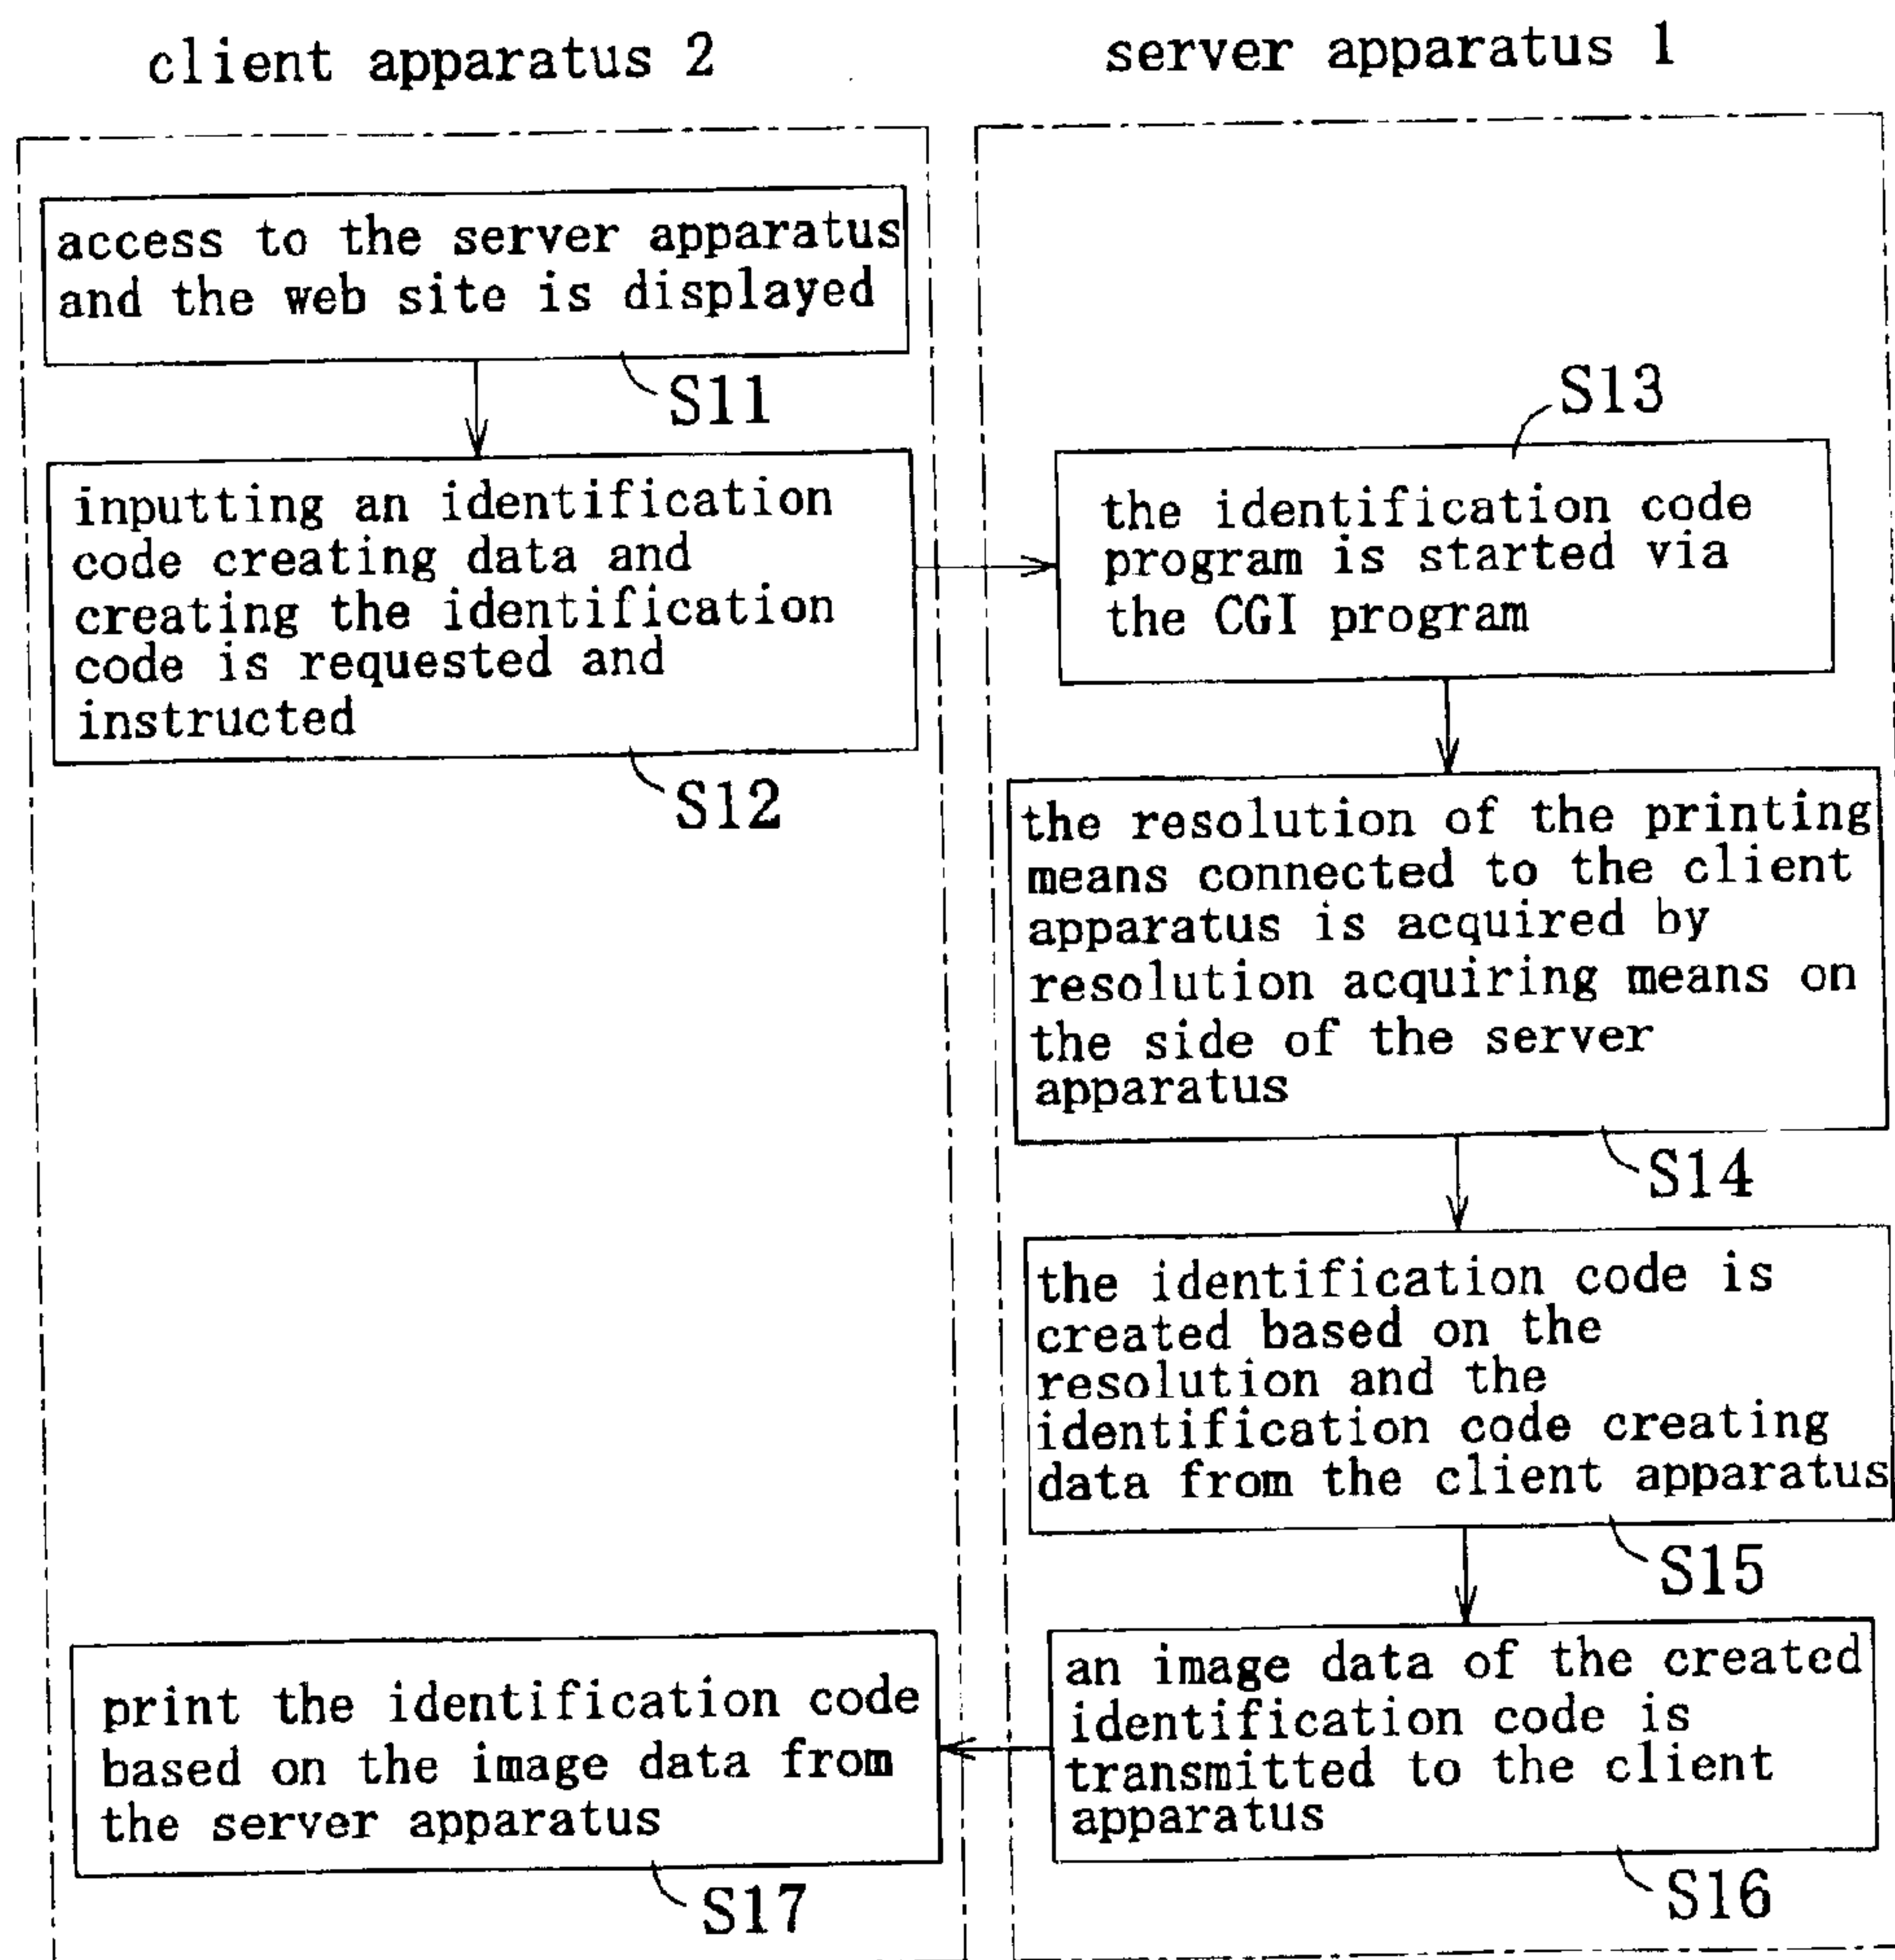 client apparatus 2
server apparatus 1
access to the server apparatus
and the web site is displayed
S11
inputting an identification
code creating data and
creating the identification
code is requested and
instructed
S12
S13
the identification code
program is started via
the CGI program
the resolution of the printing
means connected to the client
apparatus is acquired by
resolution acquiring means on
the side of the server
apparatus
S14
the identification code is
created based on the
resolution and the
identification code creating
data from the client apparatus
S15
an image data of the created
identification code is
transmitted to the client
apparatus
S16
print the identification code
based on the image data from
the server apparatus
S17